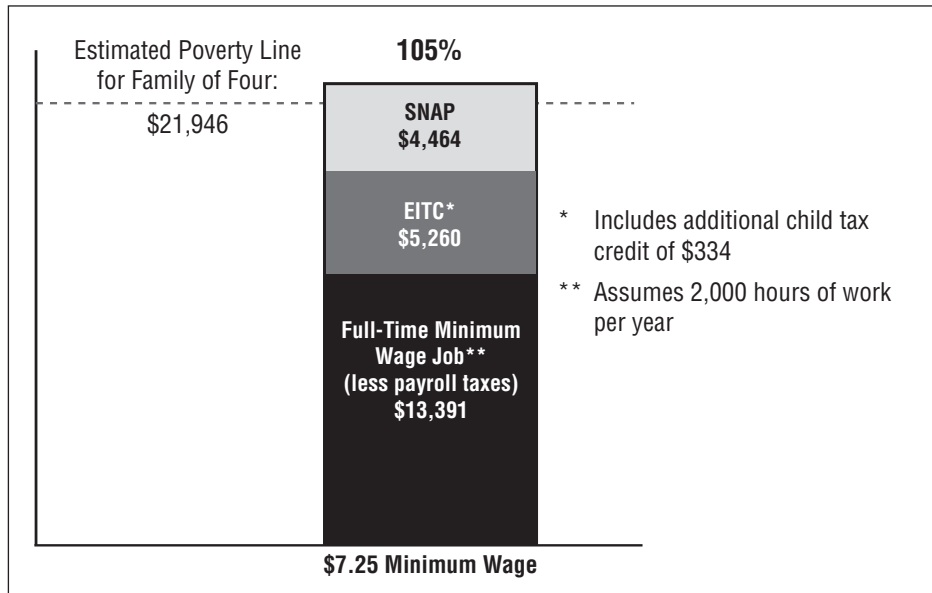 Estimated Poverty Line
for Family of Four:
$21,946
105%
SNAP
$4,464
EITC*
$5,260
Full-Time Minimum
Wage Job**
(less payroll taxes)
$13,391
$7.25 Minimum Wage
* Includes additional child tax
credit of $334
** Assumes 2,000 hours of work
per year